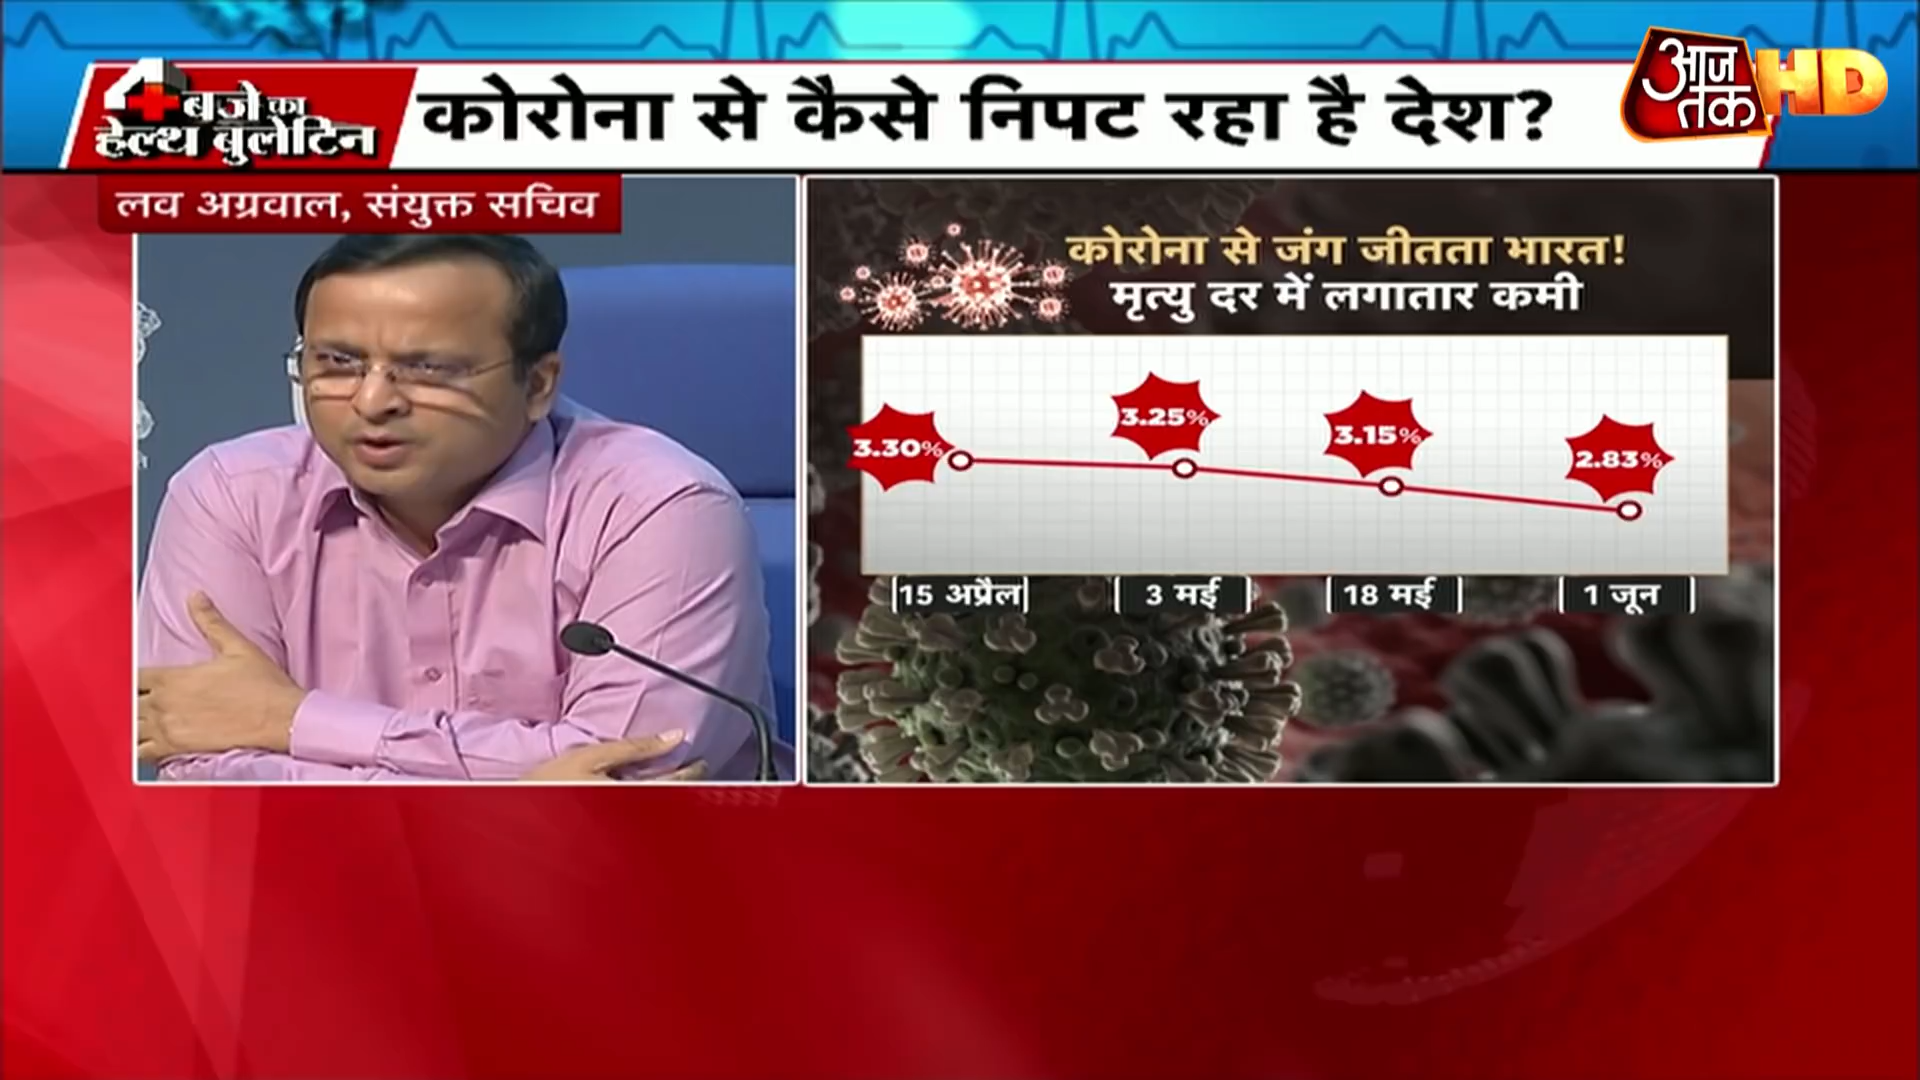 4 बजे का
हेल्थ बुलेटिन
कोरोना से कैसे निपट रहा है देश?
आज
तक
HD
लव अग्रवाल, संयुक्त सचिव
कोरोना से जंग जीतता भारत!
मृत्यु दर में लगातार कमी
3.30%
3.25%
3.15%
2.83%
15 अप्रैल
3 मई
18 मई
1 जून